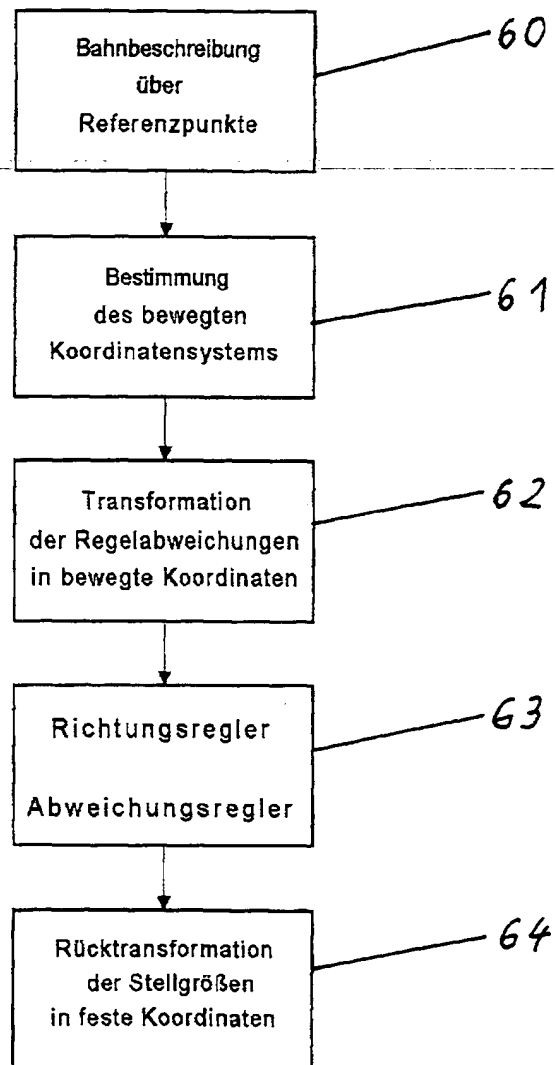 Bahnbeschreibung
über
Referenzpunkte
60
Bestimmung
des bewegten
Koordinatensystems
61
Transformation
der Regelabweichungen
in bewegte Koordinaten
62
Richtungsregler
Abweichungsregler
63
Rücktransformation
der Stellgrößen
in feste Koordinaten
64